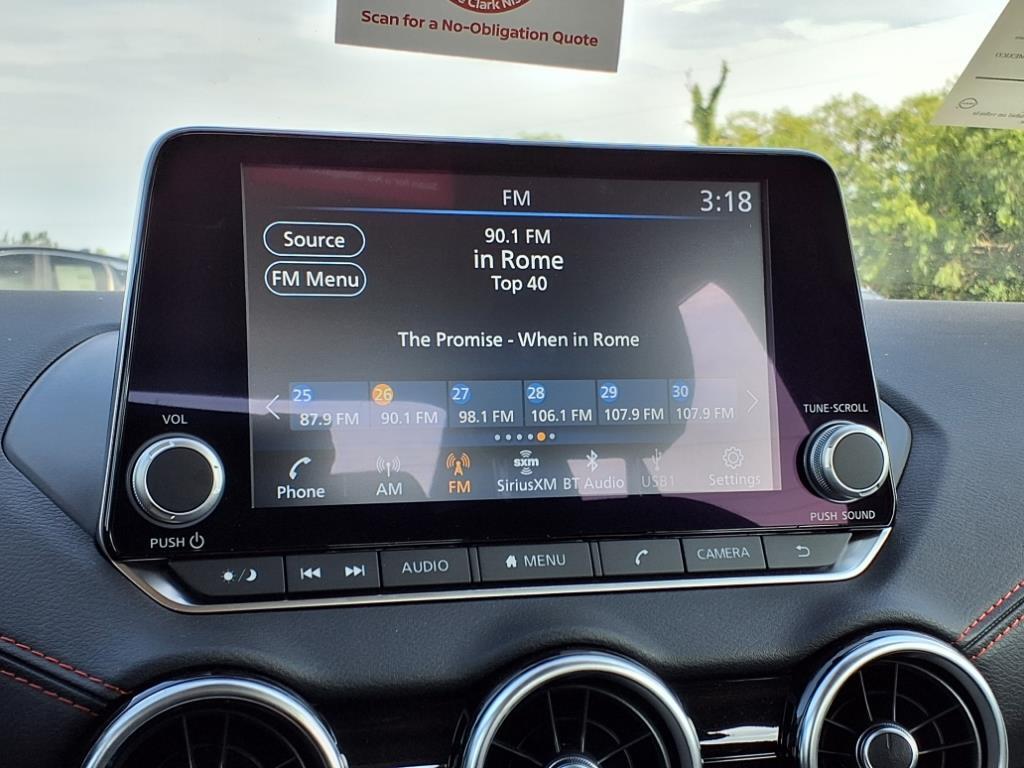 e Clark Nis
Scan for a No-Obligation Quote
FM
3:18
Source
FM Menu
90.1 FM
in Rome
Top 40
The Promise - When in Rome
25 26 27 28 29 30
87.9 FM 90.1 FM 98.1 FM 106.1 FM 107.9 FM 107.9 FM
Phone AM FM sxm SiriusXM BT Audio USB1 Settings
VOL
PUSH
TUNE·SCROLL
PUSH SOUND
AUDIO MENU CAMERA